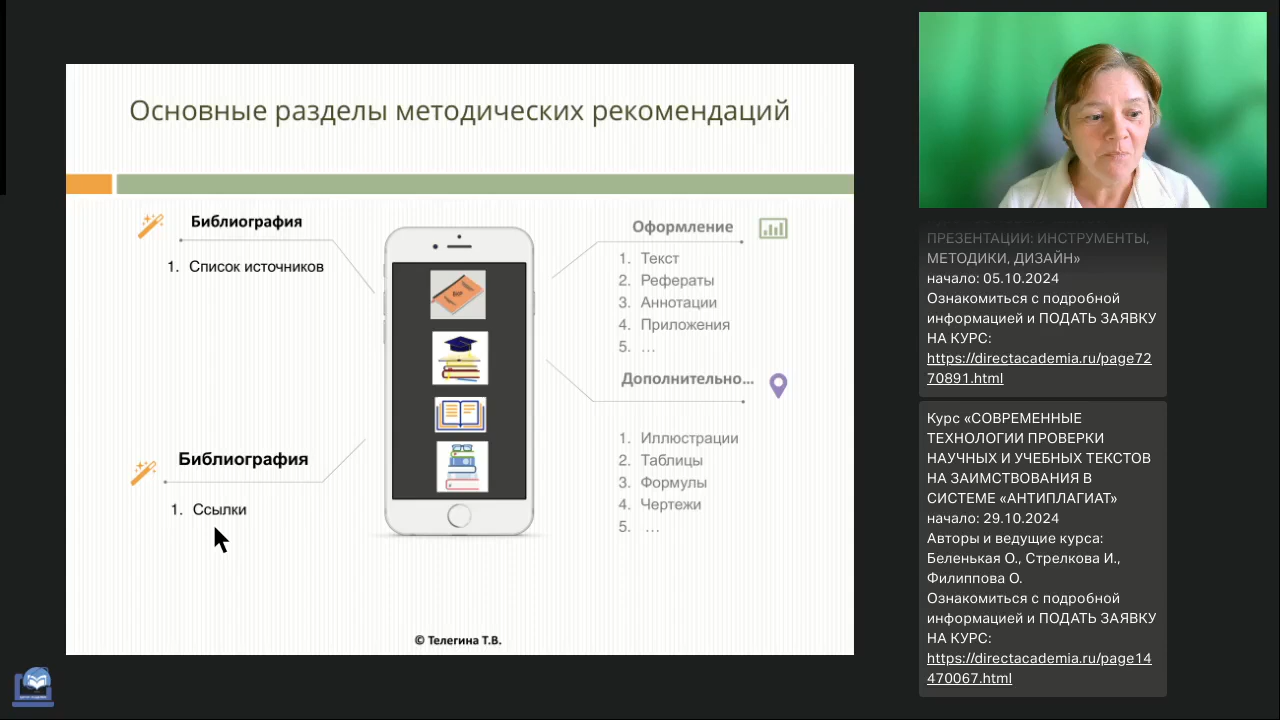 Основные разделы методических рекомендаций
Библиография
1. Список источников
Библиография
1. Ссылки
Оформление
1. Текст
2. Рефераты
3. Аннотации
4. Приложения
5. …
Дополнительно...
1. Иллюстрации
2. Таблицы
3. Формулы
4. Чертежи
5. …
© Телегина Т.В.
ПРЕЗЕНТАЦИИ: ИНСТРУМЕНТЫ,
МЕТОДИКИ, ДИЗАЙН»
начало: 05.10.2024
Ознакомиться с подробной
информацией и ПОДАТЬ ЗАЯВКУ
НА КУРС:
https://directacademia.ru/page72
70891.html
Курс «СОВРЕМЕННЫЕ
ТЕХНОЛОГИИ ПРОВЕРКИ
НАУЧНЫХ И УЧЕБНЫХ ТЕКСТОВ
НА ЗАИМСТВОВАНИЯ В
СИСТЕМЕ «АНТИПЛАГИАТ»
начало: 29.10.2024
Авторы и ведущие курса:
Беленькая О., Стрелкова И.,
Филиппова О.
Ознакомиться с подробной
информацией и ПОДАТЬ ЗАЯВКУ
НА КУРС:
https://directacademia.ru/page14
470067.html